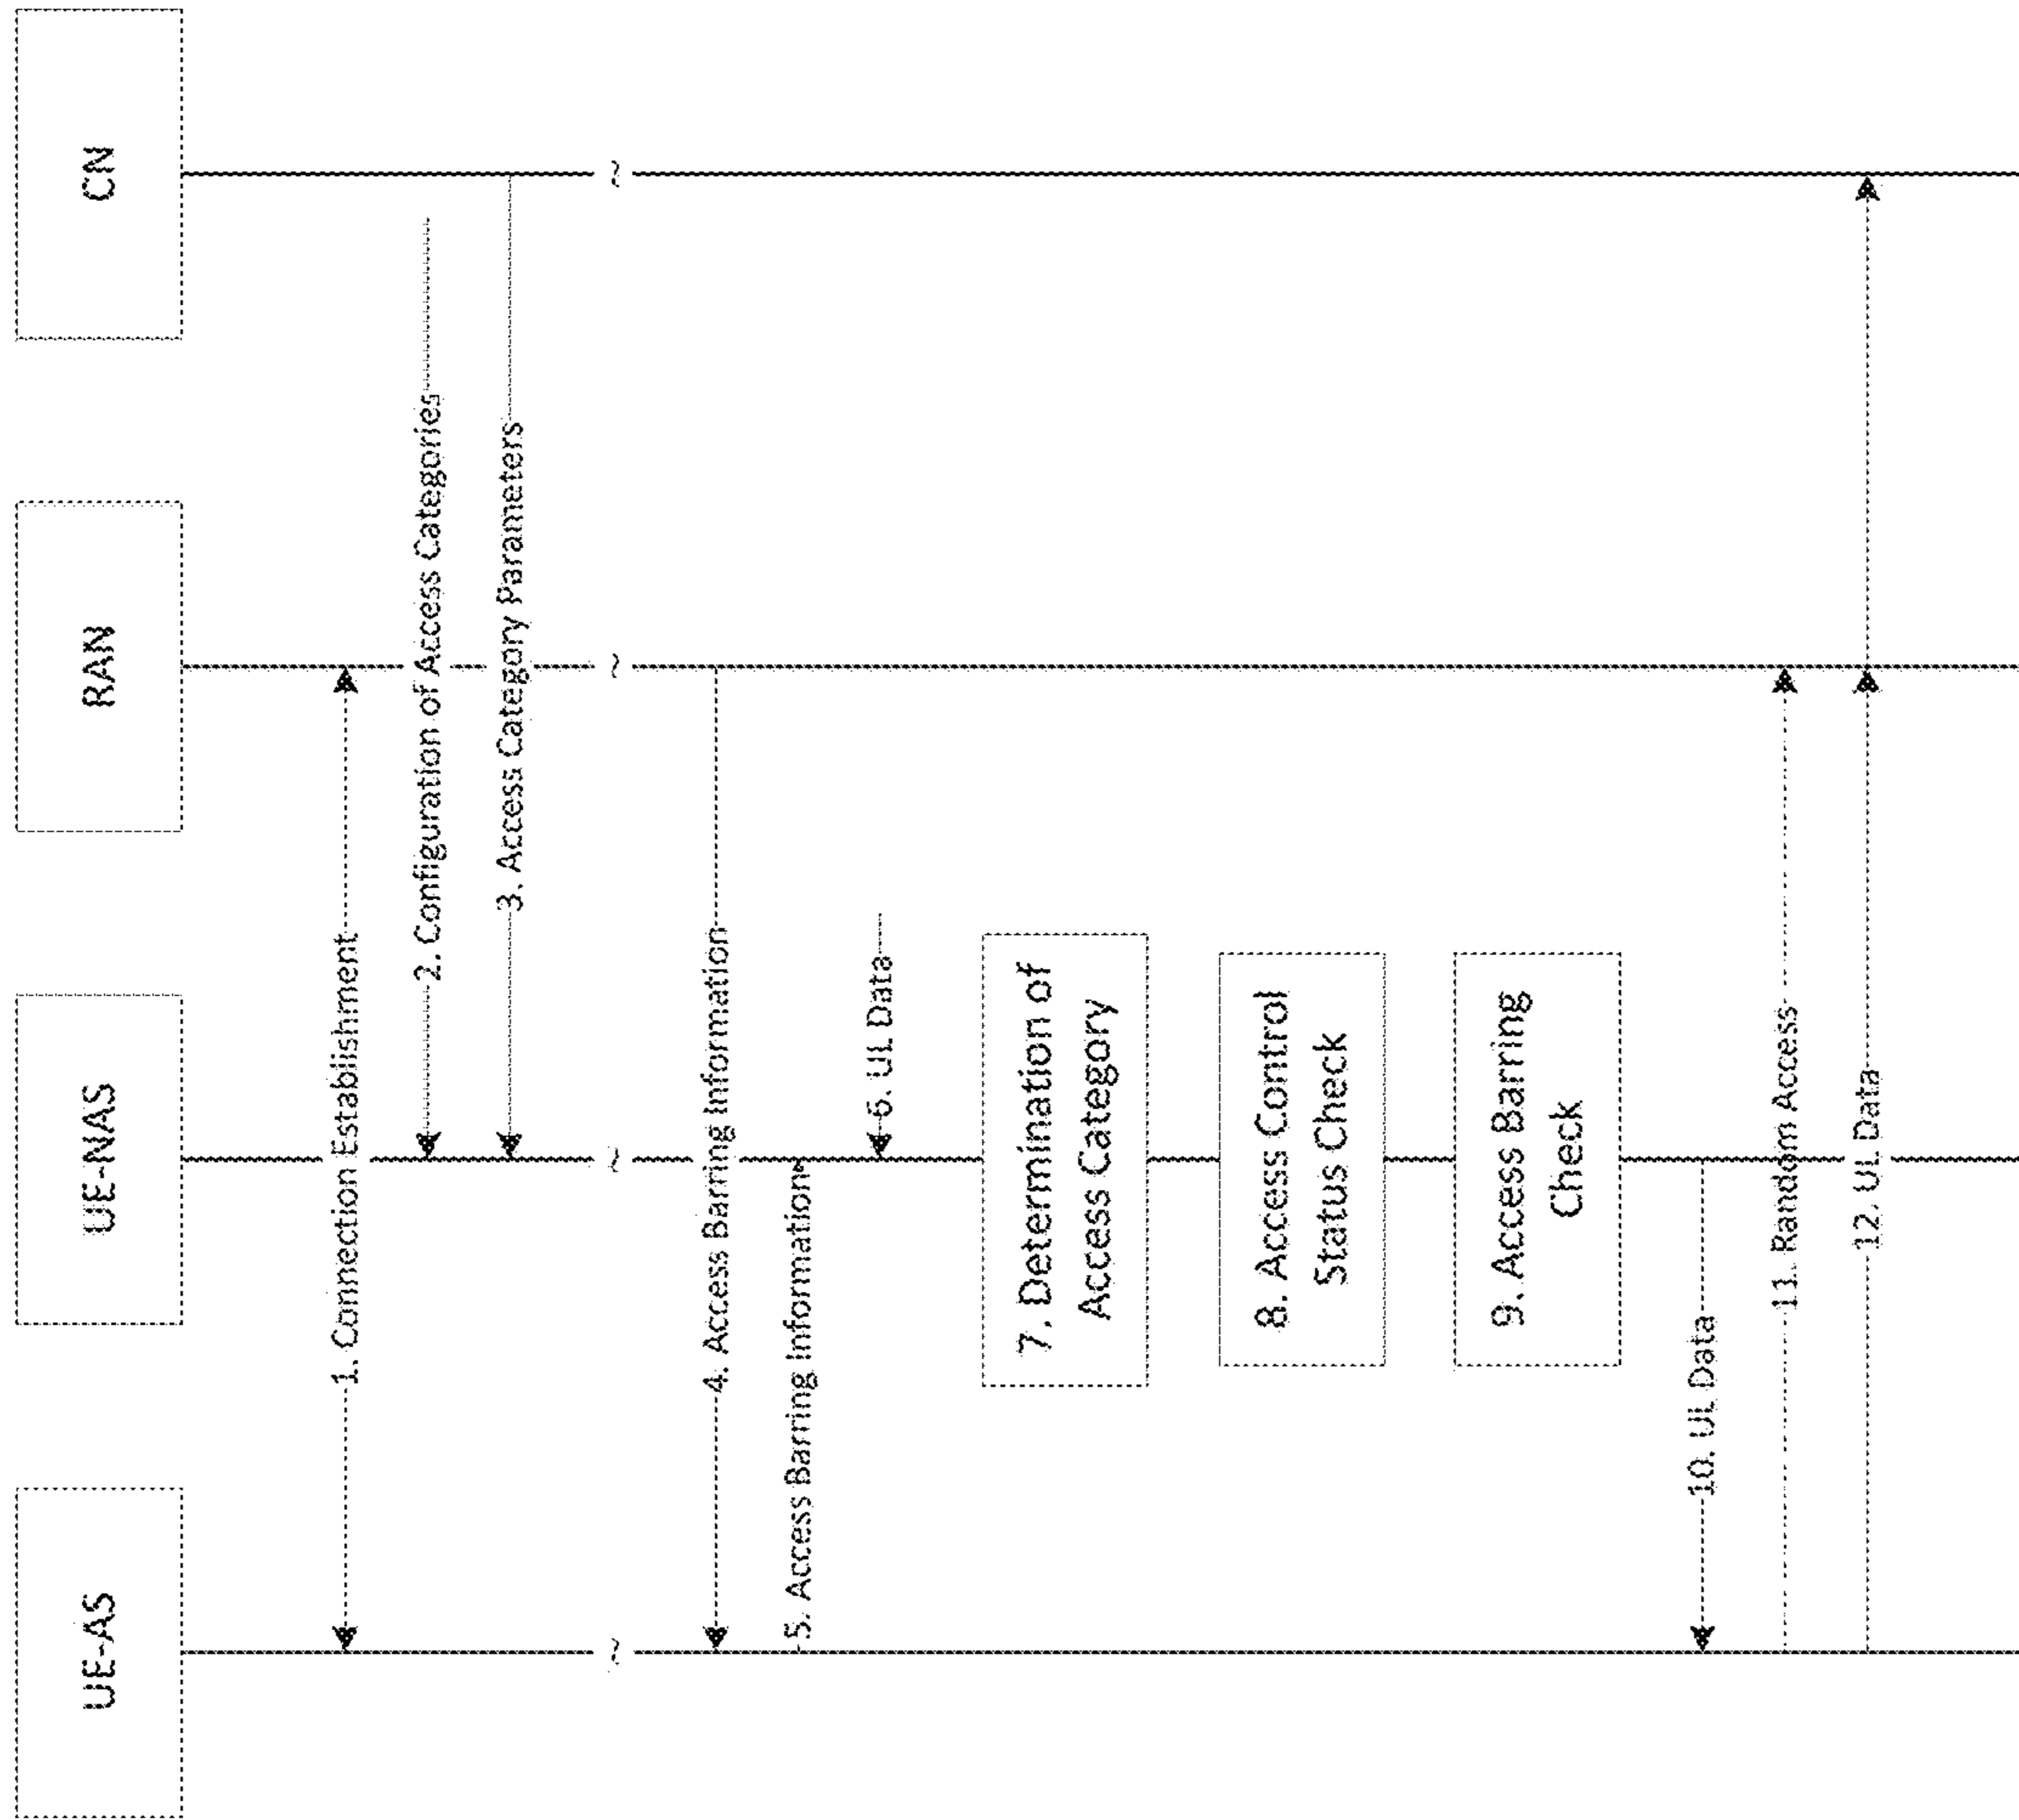 UE-AS
UE-NAS
RAN
CN
1. Connection Establishment
2. Configuration of Access Categories
3. Access Category Parameters
4. Access Barring Information
5. Access Barring Information
6. UL Data
7. Determination of
Access Category
8. Access Control
Status Check
9. Access Barring
Check
10. UL Data
11. Random Access
12. UL Data